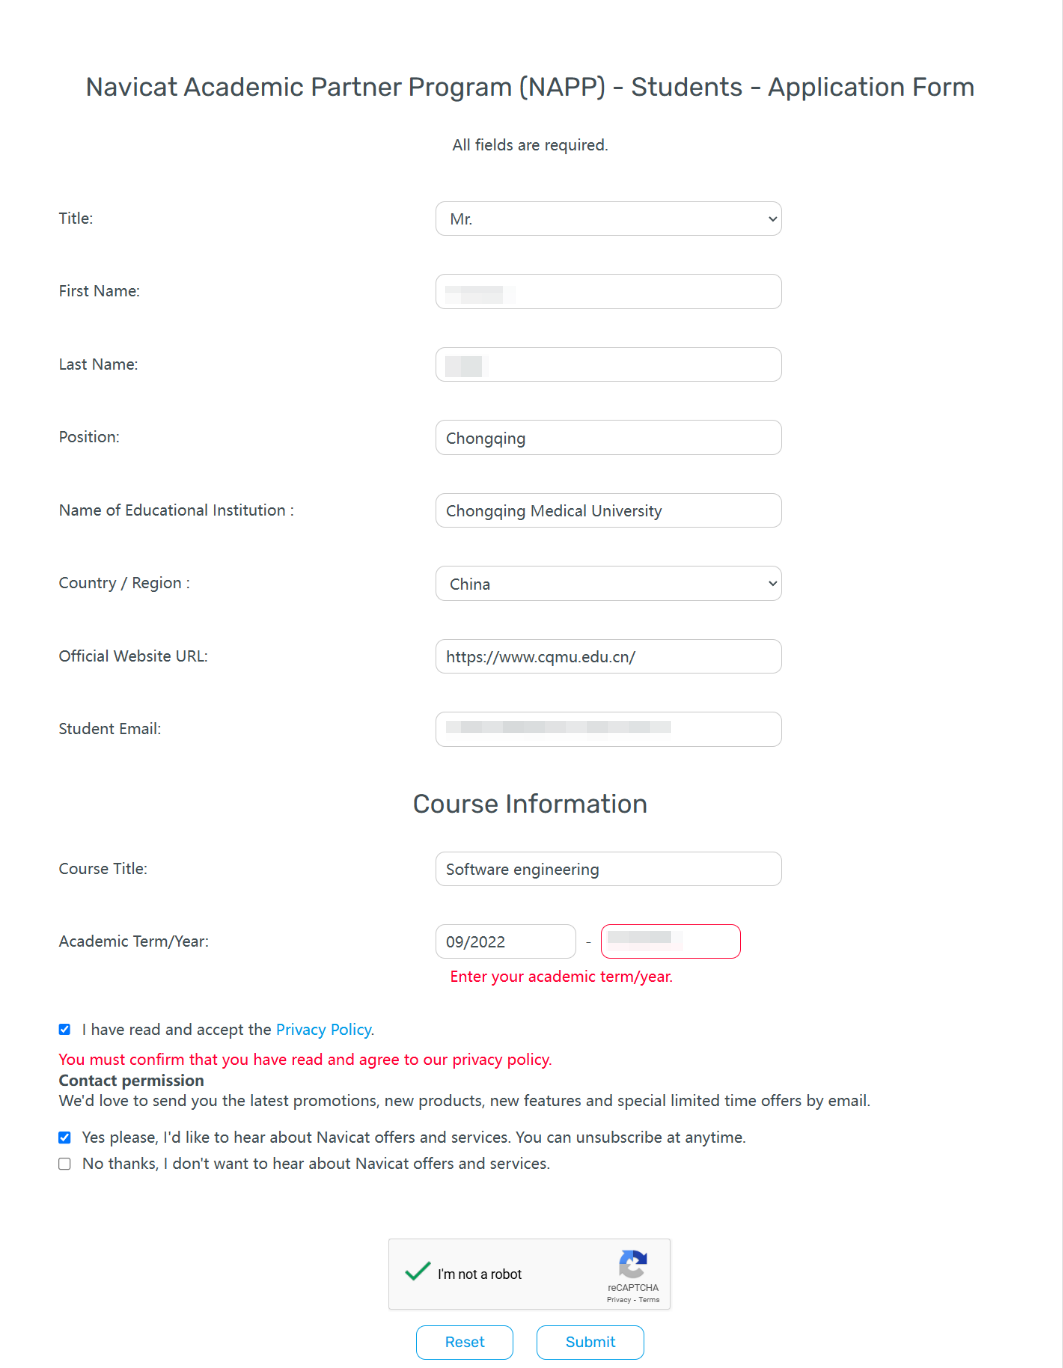 Navicat Academic Partner Program (NAPP) - Students - Application Form
All fields are required.
Title:
Mr.
First Name:
Last Name:
Position:
Chongqing
Name of Educational Institution :
Chongqing Medical University
Country / Region :
China
Official Website URL:
https://www.cqmu.edu.cn/
Student Email:
Course Information
Course Title:
Software engineering
Academic Term/Year:
09/2022 -
Enter your academic term/year.
I have read and accept the Privacy Policy.
You must confirm that you have read and agree to our privacy policy.
Contact permission
We'd love to send you the latest promotions, new products, new features and special limited time offers by email.
Yes please, I'd like to hear about Navicat offers and services. You can unsubscribe at anytime.
No thanks, I don't want to hear about Navicat offers and services.
I'm not a robot
reCAPTCHA
Privacy - Terms
Reset
Submit